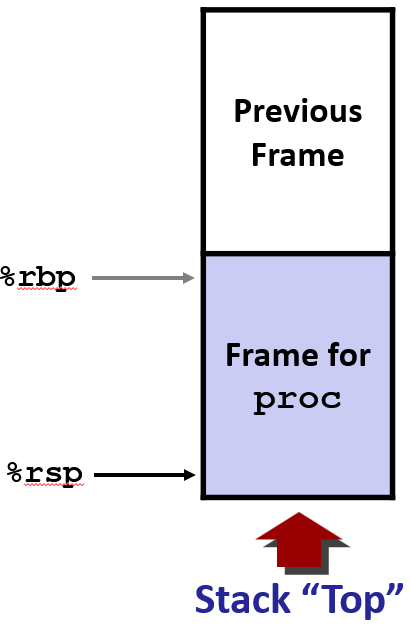 Previous
Frame
%rbp
Frame for
proc
%rsp
Stack “Top”